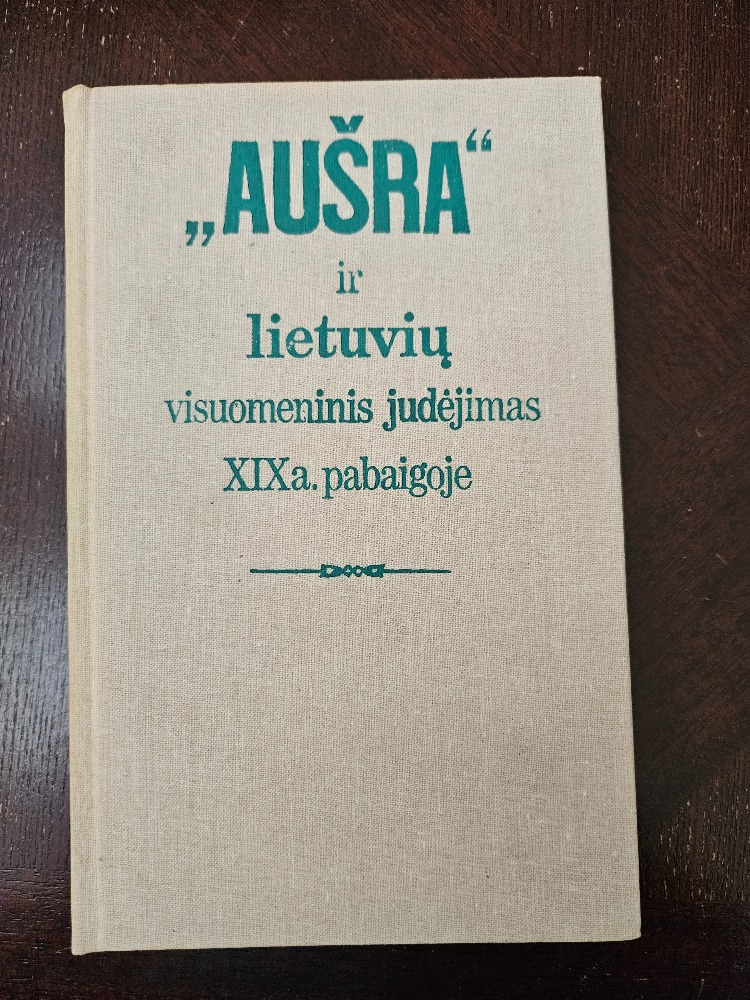 „AUŠRA“
ir
lietuvių
visuomeninis judėjimas
XIXa. pabaigoje